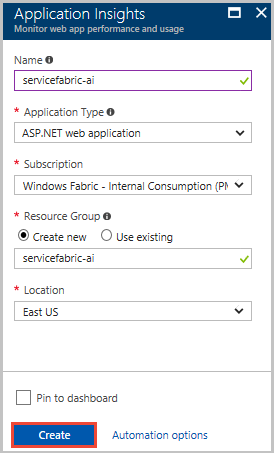 Application Insights
Monitor web app performance and usage
* Name
servicefabric-ai
* Application Type
ASP.NET web application
* Subscription
Windows Fabric - Internal Consumption (PM
* Resource Group
Create new Use existing
servicefabric-ai
* Location
East US
Pin to dashboard
Create Automation options